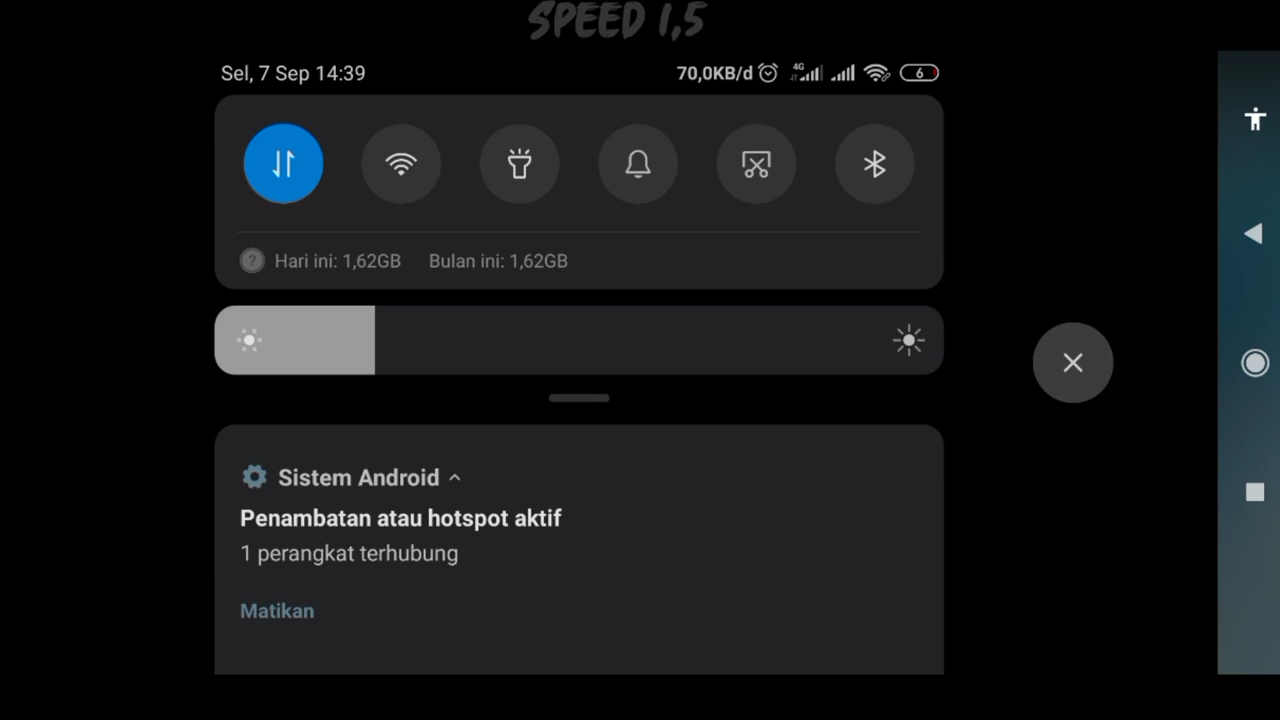 SPEED 1,5
Sel, 7 Sep 14:39
70,0KB/d 4G 6
Hari ini: 1,62GB Bulan ini: 1,62GB
Sistem Android
Penambatan atau hotspot aktif
1 perangkat terhubung
Matikan